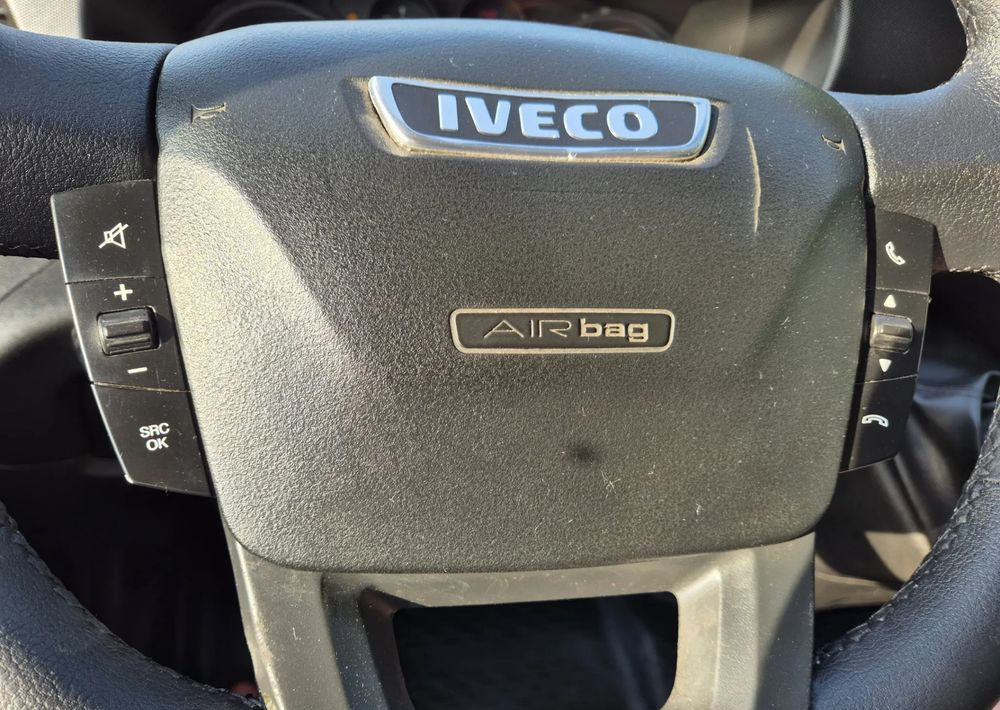 IVECO
AIRbag
+
-
SRC
OK